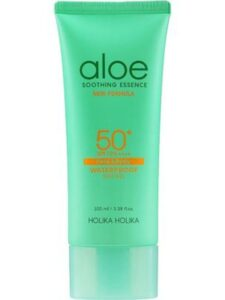 aloe
SOOTHING ESSENCE
NEW FORMULA
50+
WATERPROOF
100 ml / 3.38 fl.oz.
HOLIKA HOLIKA